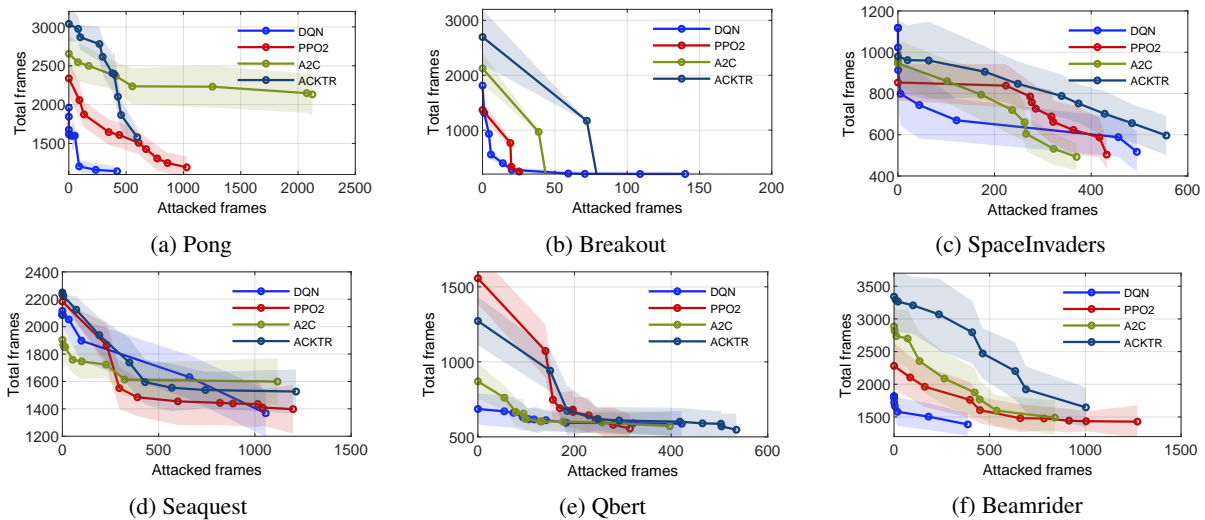 3000
2500
2000
1500
Total frames
0
500
1000
1500
2000
2500
Attacked frames
DQN
PPO2
A2C
ACKTR
(a) Pong
3000
2000
1000
Total frames
0
50
100
150
200
Attacked frames
DQN
PPO2
A2C
ACKTR
(b) Breakout
1200
1000
800
600
400
Total frames
0
200
400
600
Attacked frames
DQN
PPO2
A2C
ACKTR
(c) SpaceInvaders
2400
2200
2000
1800
1600
1400
1200
Total frames
0
500
1000
1500
Attacked frames
DQN
PPO2
A2C
ACKTR
(d) Seaquest
1500
1000
500
Total frames
0
200
400
600
Attacked frames
DQN
PPO2
A2C
ACKTR
(e) Qbert
3500
3000
2500
2000
1500
Total frames
0
500
1000
1500
Attacked frames
DQN
PPO2
A2C
ACKTR
(f) Beamrider